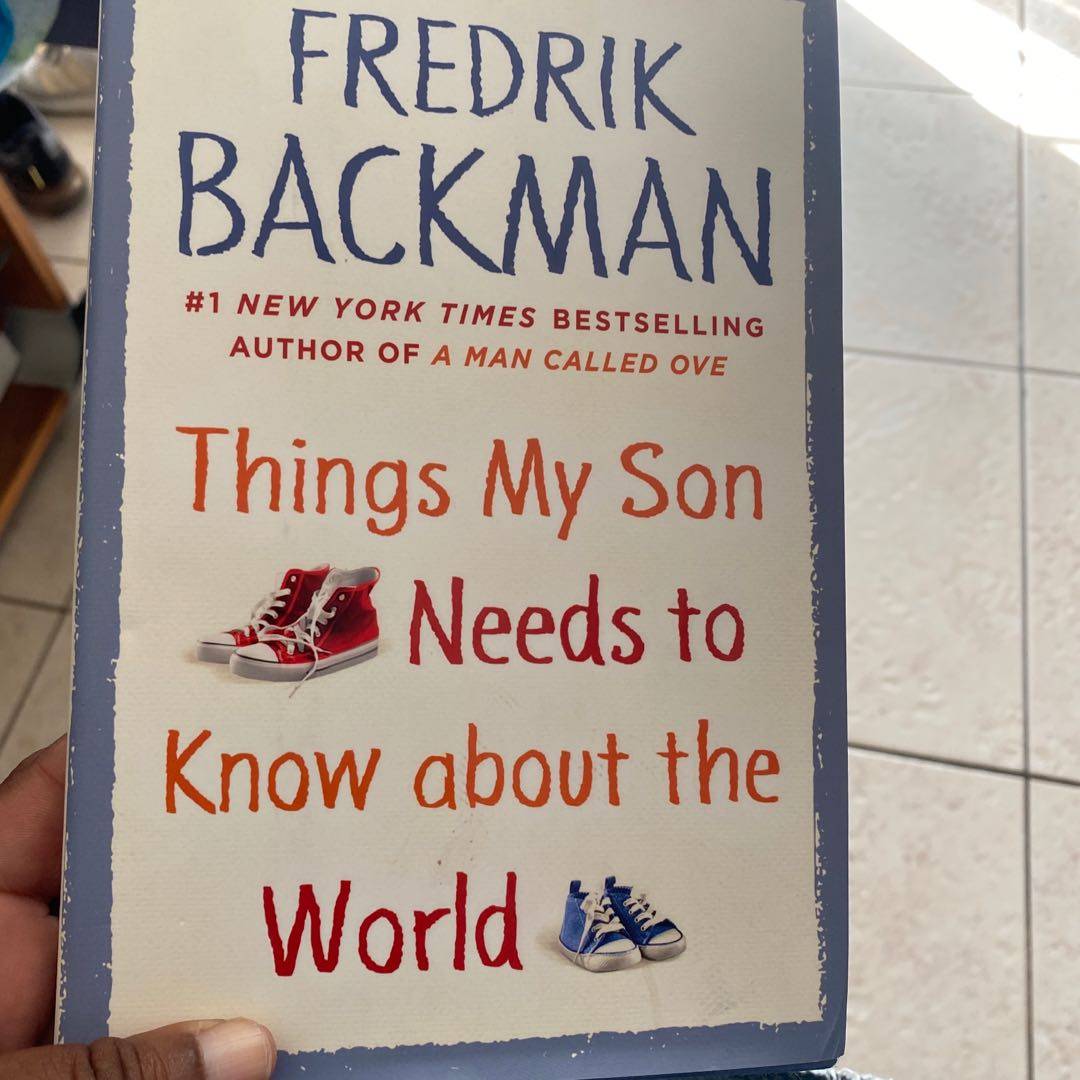 FREDRIK
BACKMAN
#1 NEW YORK TIMES BESTSELLING
AUTHOR OF A MAN CALLED OVE
Things My Son
Needs to
Know about the
World